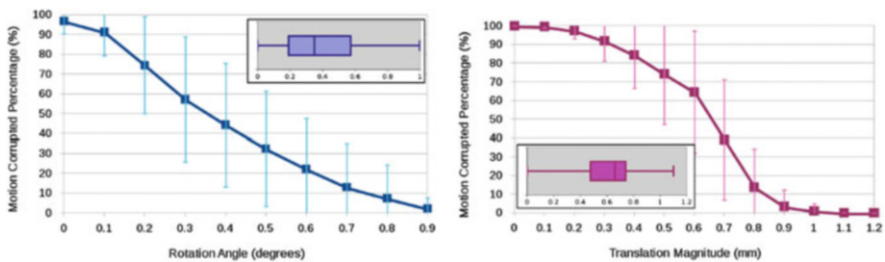 Motion Corrupted Percentage (%)
100
90
80
70
60
50
40
30
20
10
0
0 0.1 0.2 0.3 0.4 0.5 0.6 0.7 0.8 0.9
Rotation Angle (degrees)
0 0.2 0.4 0.6 0.8 1
Motion Corrupted Percentage (%)
100
90
80
70
60
50
40
30
20
10
0
0 0.1 0.2 0.3 0.4 0.5 0.6 0.7 0.8 0.9 1 1.1 1.2
Translation Magnitude (mm)
0 0.2 0.4 0.6 0.8 1 1.2